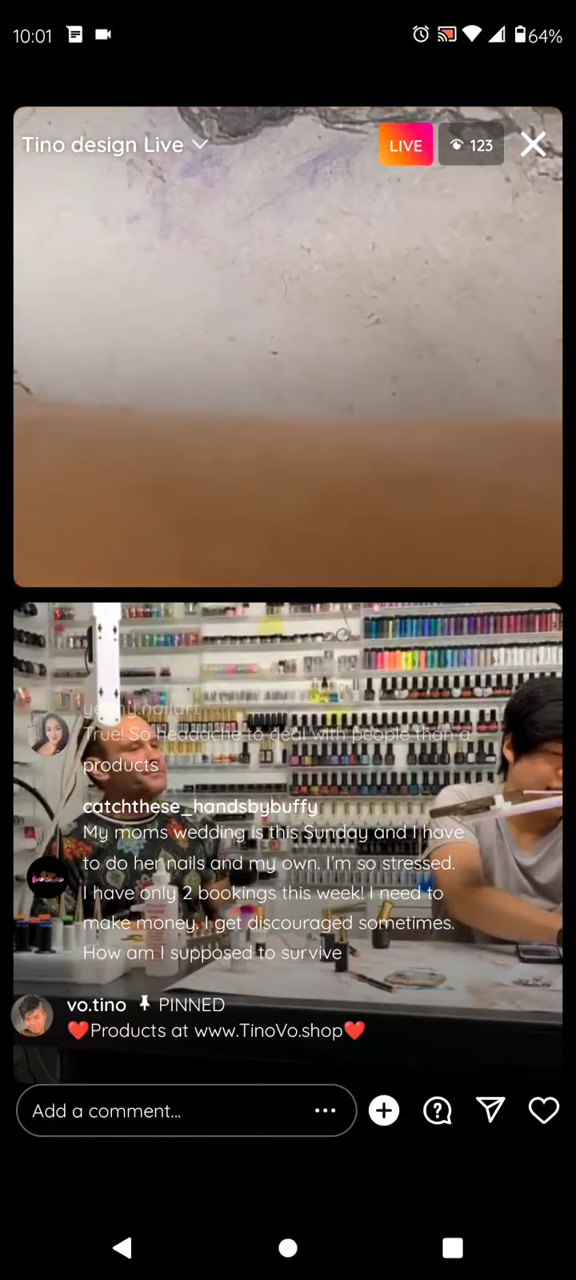 10:01
64%
Tino design Live
LIVE
123
yenny.nailart
True! So headache to deal with people than a
products
catchthese_handsbybuffy
My moms wedding is this Sunday and I have
to do her nails and my own. I'm so stressed.
I have only 2 bookings this week! I need to
make money. I get discouraged sometimes.
How am I supposed to survive
vo.tino PINNED
❤️Products at www.TinoVo.shop❤️
Add a comment...